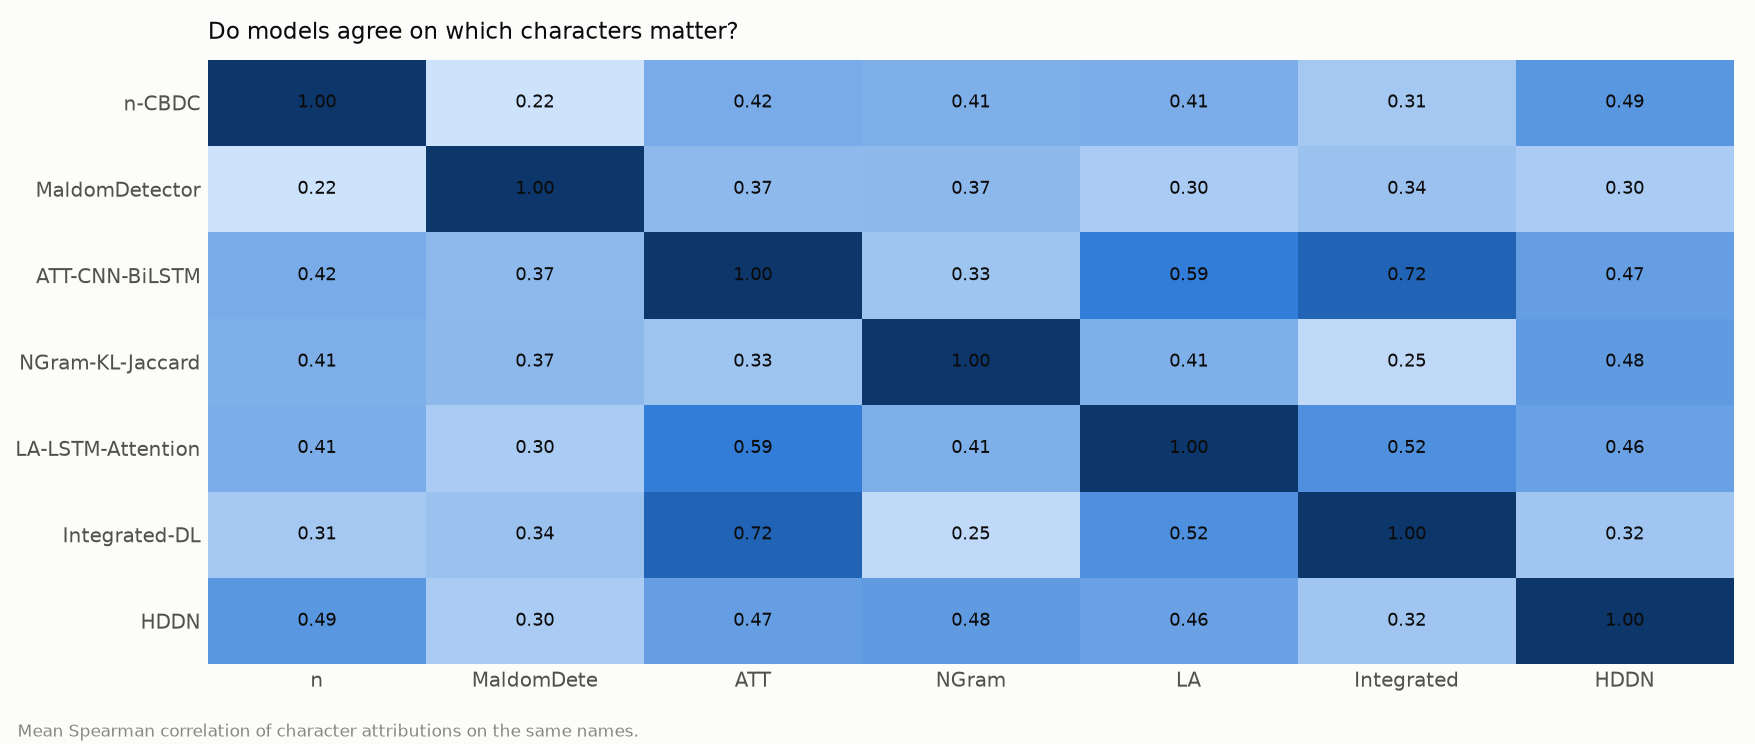 Do models agree on which characters matter?
n-CBDC 1.00 0.22 0.42 0.41 0.41 0.31 0.49
MaldomDetector 0.22 1.00 0.37 0.37 0.30 0.34 0.30
ATT-CNN-BiLSTM 0.42 0.37 1.00 0.33 0.59 0.72 0.47
NGram-KL-Jaccard 0.41 0.37 0.33 1.00 0.41 0.25 0.48
LA-LSTM-Attention 0.41 0.30 0.59 0.41 1.00 0.52 0.46
Integrated-DL 0.31 0.34 0.72 0.25 0.52 1.00 0.32
HDDN 0.49 0.30 0.47 0.48 0.46 0.32 1.00
n MaldomDete ATT NGram LA Integrated HDDN
Mean Spearman correlation of character attributions on the same names.